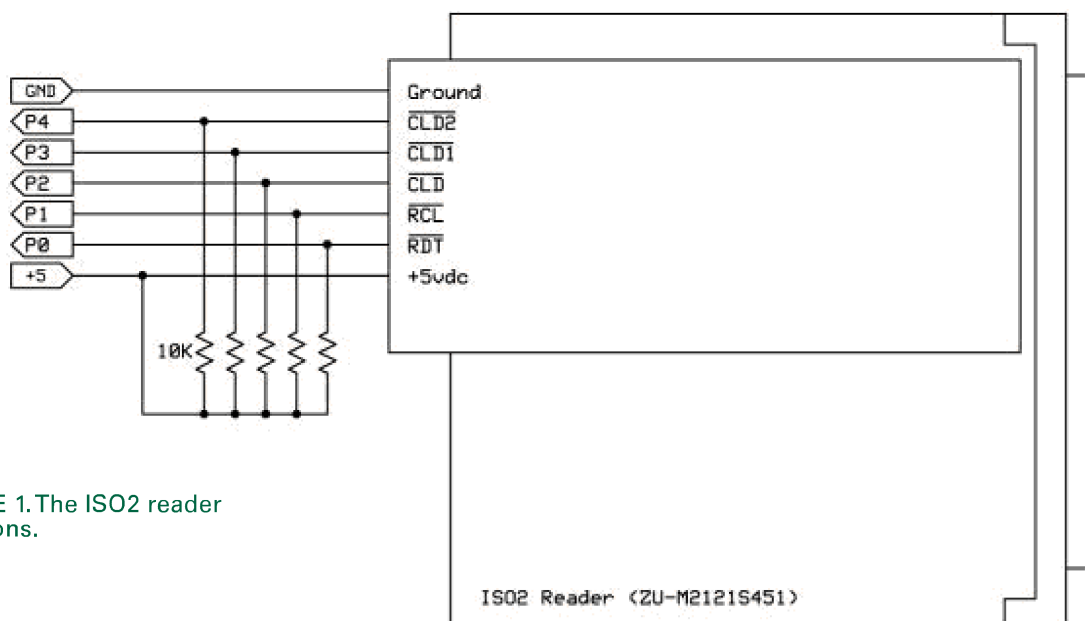 GND Ground
P4 CLD2
P3 CLD1
P2 CLD
P1 RCL
P0 RDT
+5 +5vdc
10K
E 1. The ISO2 reader
ons.
ISO2 Reader (ZU-M2121S451)